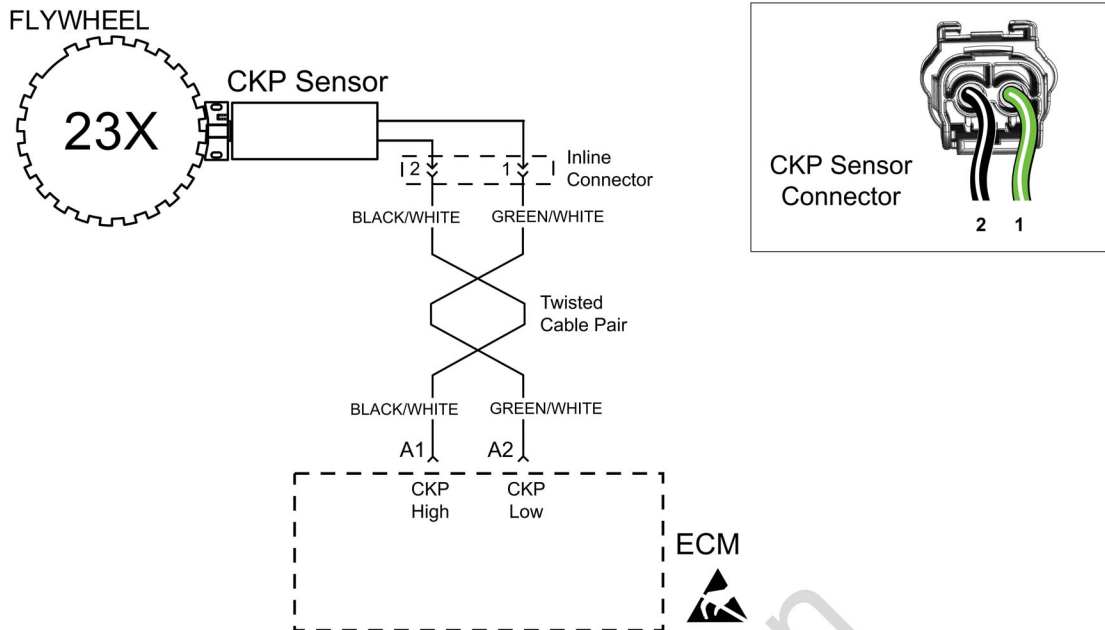 FLYWHEEL
23X
CKP Sensor
2
1
Inline
Connector
BLACK/WHITE GREEN/WHITE
Twisted
Cable Pair
BLACK/WHITE GREEN/WHITE
A1 A2
CKP
High
CKP
Low
ECM
CKP Sensor
Connector
2 1